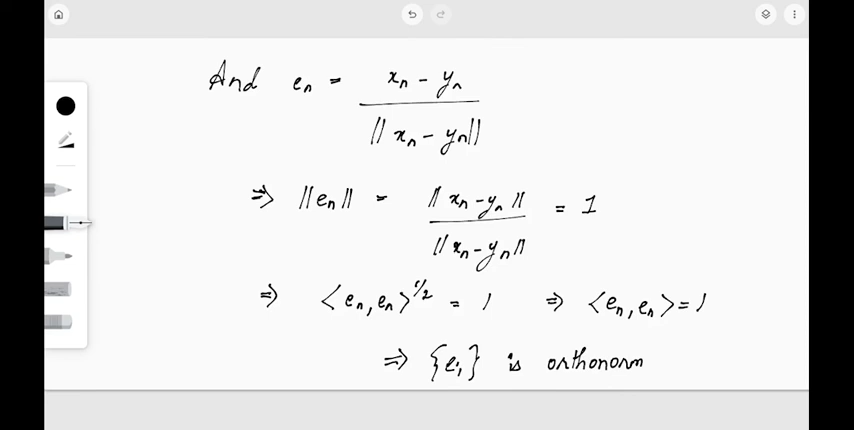 And e_n = (x_n - y_n) / ||x_n - y_n||
⇒ ||e_n|| = ||x_n - y_n|| / ||x_n - y_n|| = 1
⇒ <e_n, e_n>^{1/2} = 1 ⇒ <e_n, e_n> = 1
⇒ {e_i} is orthonorm